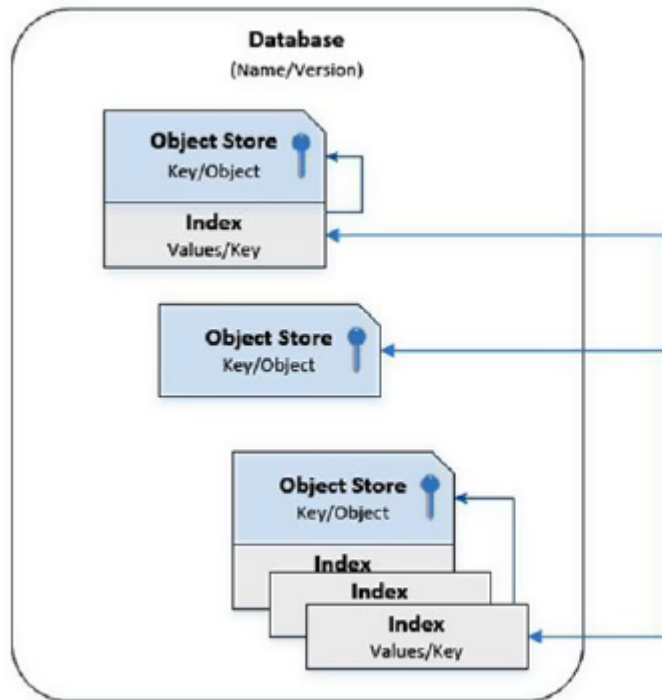 Database
(Name/Version)
Object Store
Key/Object
Index
Values/Key
Object Store
Key/Object
Object Store
Key/Object
Index
Index
Index
Values/Key